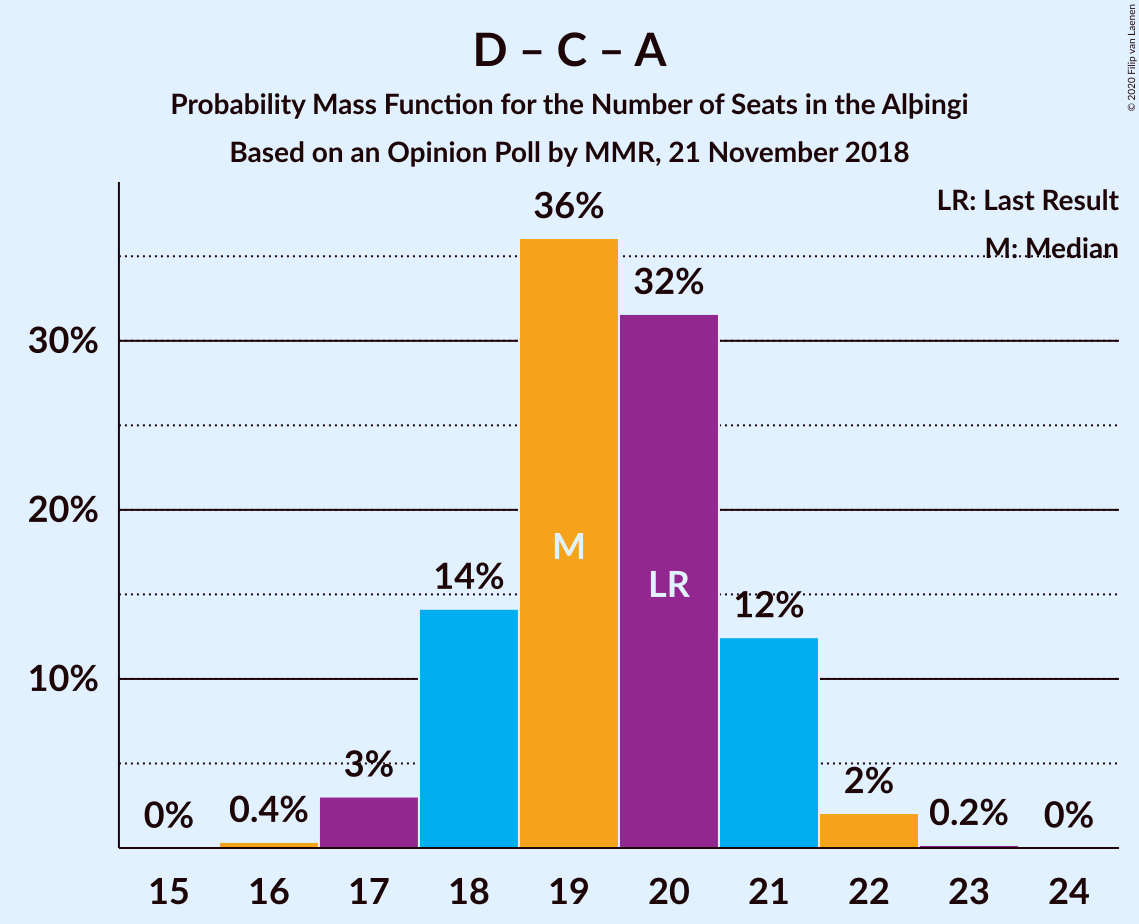 D – C – A
Probability Mass Function for the Number of Seats in the Alþingi
Based on an Opinion Poll by MMR, 21 November 2018
© 2020 Filip van Laenen
LR: Last Result
M: Median
36%
32%
30%
20%
M
14%
LR
12%
10%
3%
2%
0%
0.4%
0.2%
0%
15 16 17 18 19 20 21 22 23 24